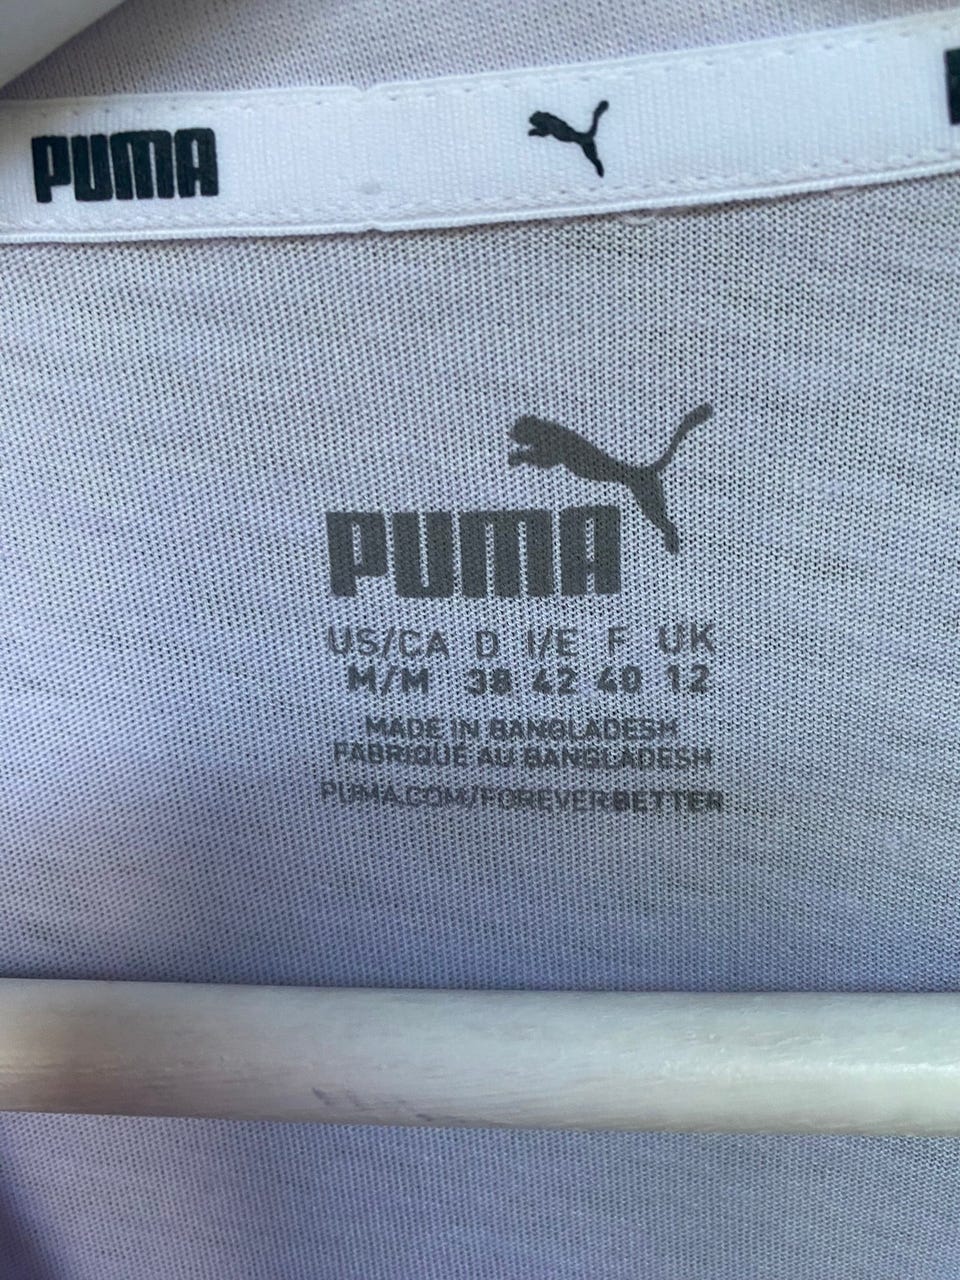 PUMA
PUMA
US/CA D I/E F UK
M/M 38 42 40 12
MADE IN BANGLADESH
FABRIQUÉ AU BANGLADESH
PUMA.COM/FOREVERBETTER